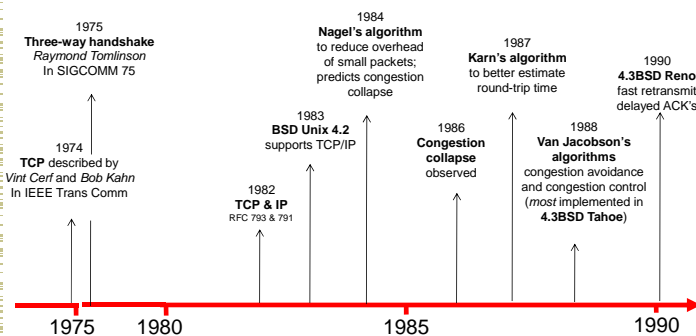 1975
Three-way handshake
Raymond Tomlinson
In SIGCOMM 75
1974
TCP described by
Vint Cerf and Bob Kahn
In IEEE Trans Comm
1982
TCP & IP
RFC 793 & 791
1983
BSD Unix 4.2
supports TCP/IP
1984
Nagel's algorithm
to reduce overhead
of small packets;
predicts congestion
collapse
1986
Congestion
collapse
observed
1987
Karn's algorithm
to better estimate
round-trip time
1988
Van Jacobson's
algorithms
congestion avoidance
and congestion control
(most implemented in
4.3BSD Tahoe)
1990
4.3BSD Reno
fast retransmit
delayed ACK's
1975
1980
1985
1990